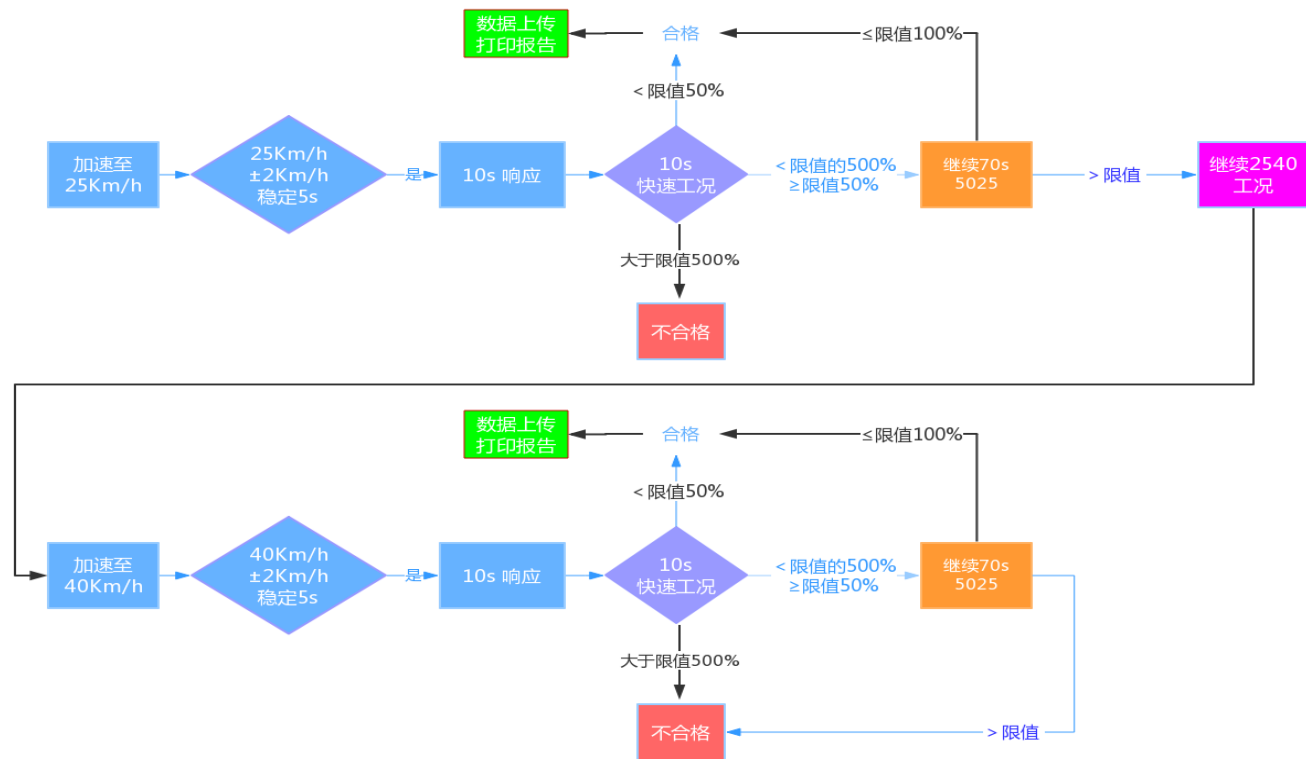 数据上传
打印报告
合格
≤限值100%
<限值50%
加速至
25Km/h
25Km/h
±2Km/h
稳定5s
是
10s 响应
10s
快速工况
<限值的500%
≥限值50%
继续70s
5025
>限值
继续2540
工况
大于限值500%
不合格
数据上传
打印报告
合格
≤限值100%
<限值50%
加速至
40Km/h
40Km/h
±2Km/h
稳定5s
是
10s 响应
10s
快速工况
<限值的500%
≥限值50%
继续70s
5025
大于限值500%
不合格
>限值